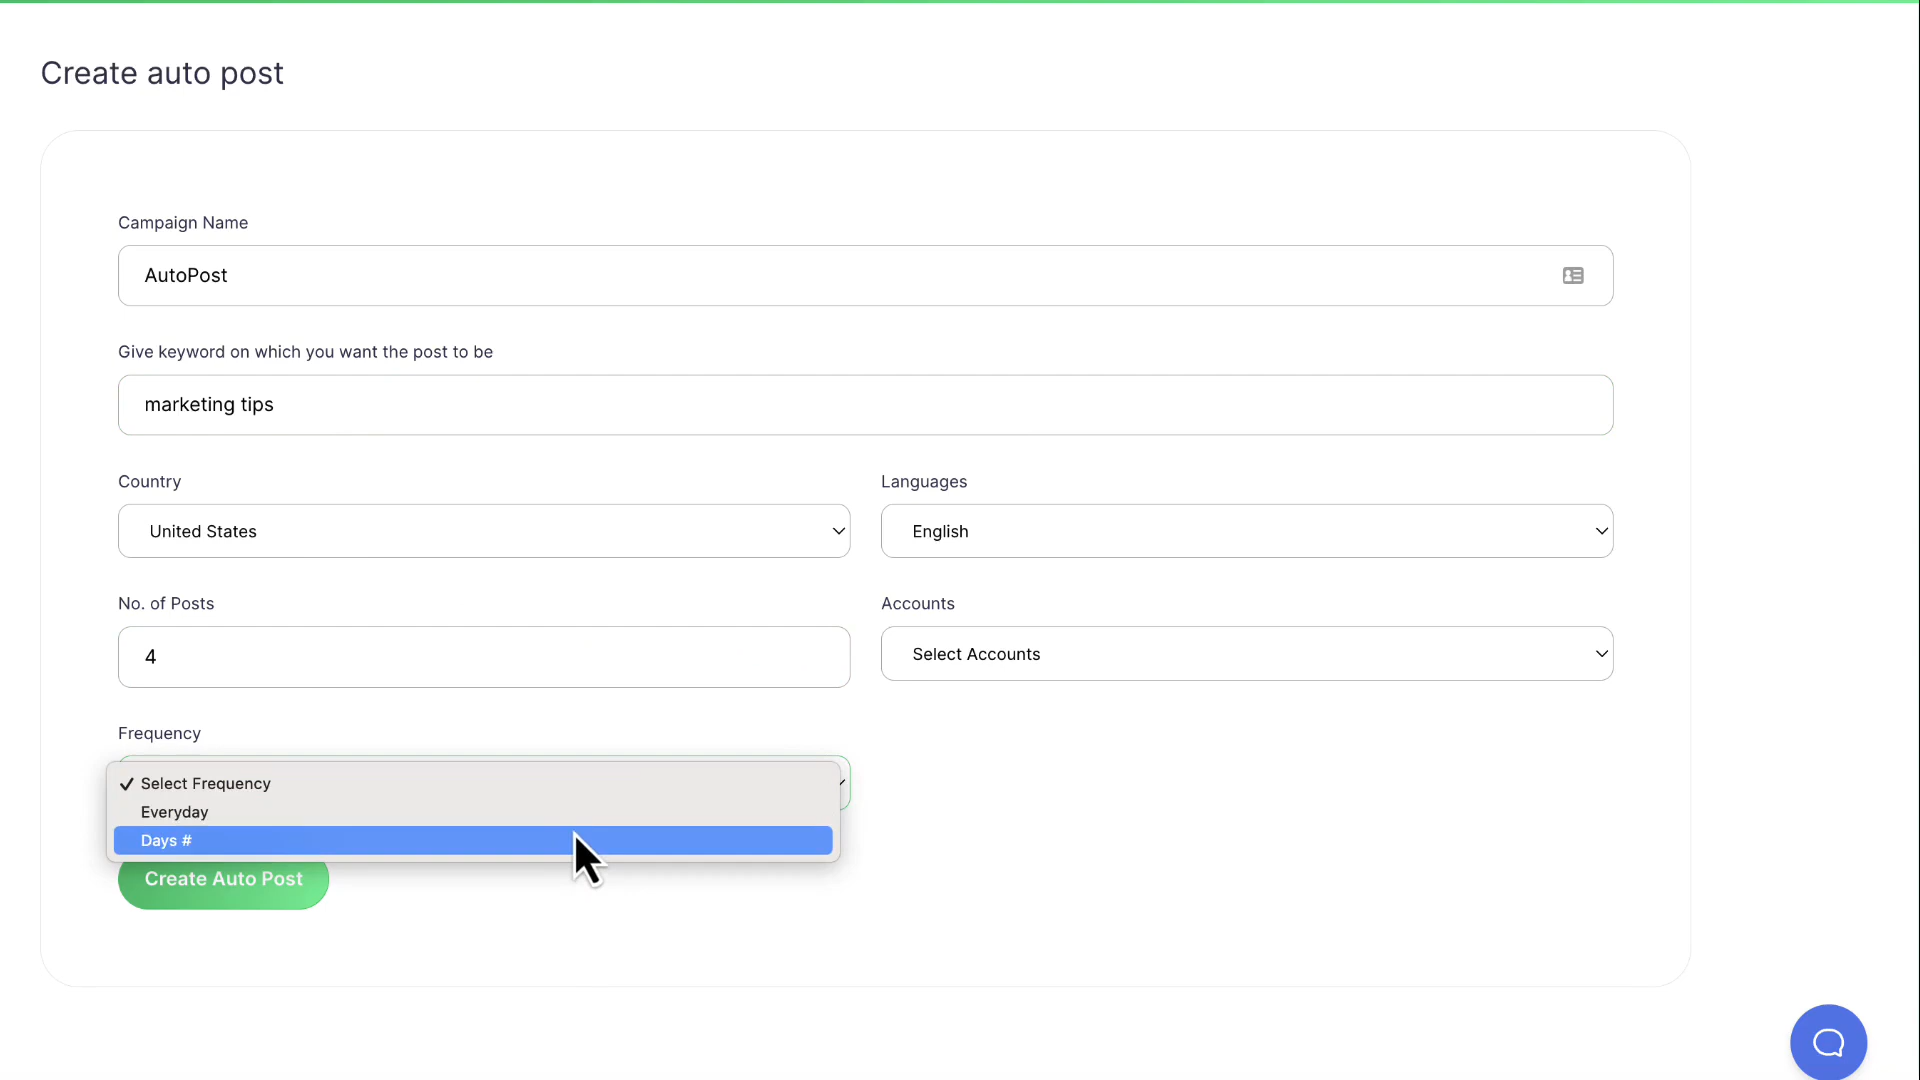 Create auto post
Campaign Name
AutoPost
Give keyword on which you want the post to be
marketing tips
Country
Languages
United States
English
No. of Posts
Accounts
4
Select Accounts
Frequency
✓ Select Frequency
Everyday
Days #
Create Auto Post